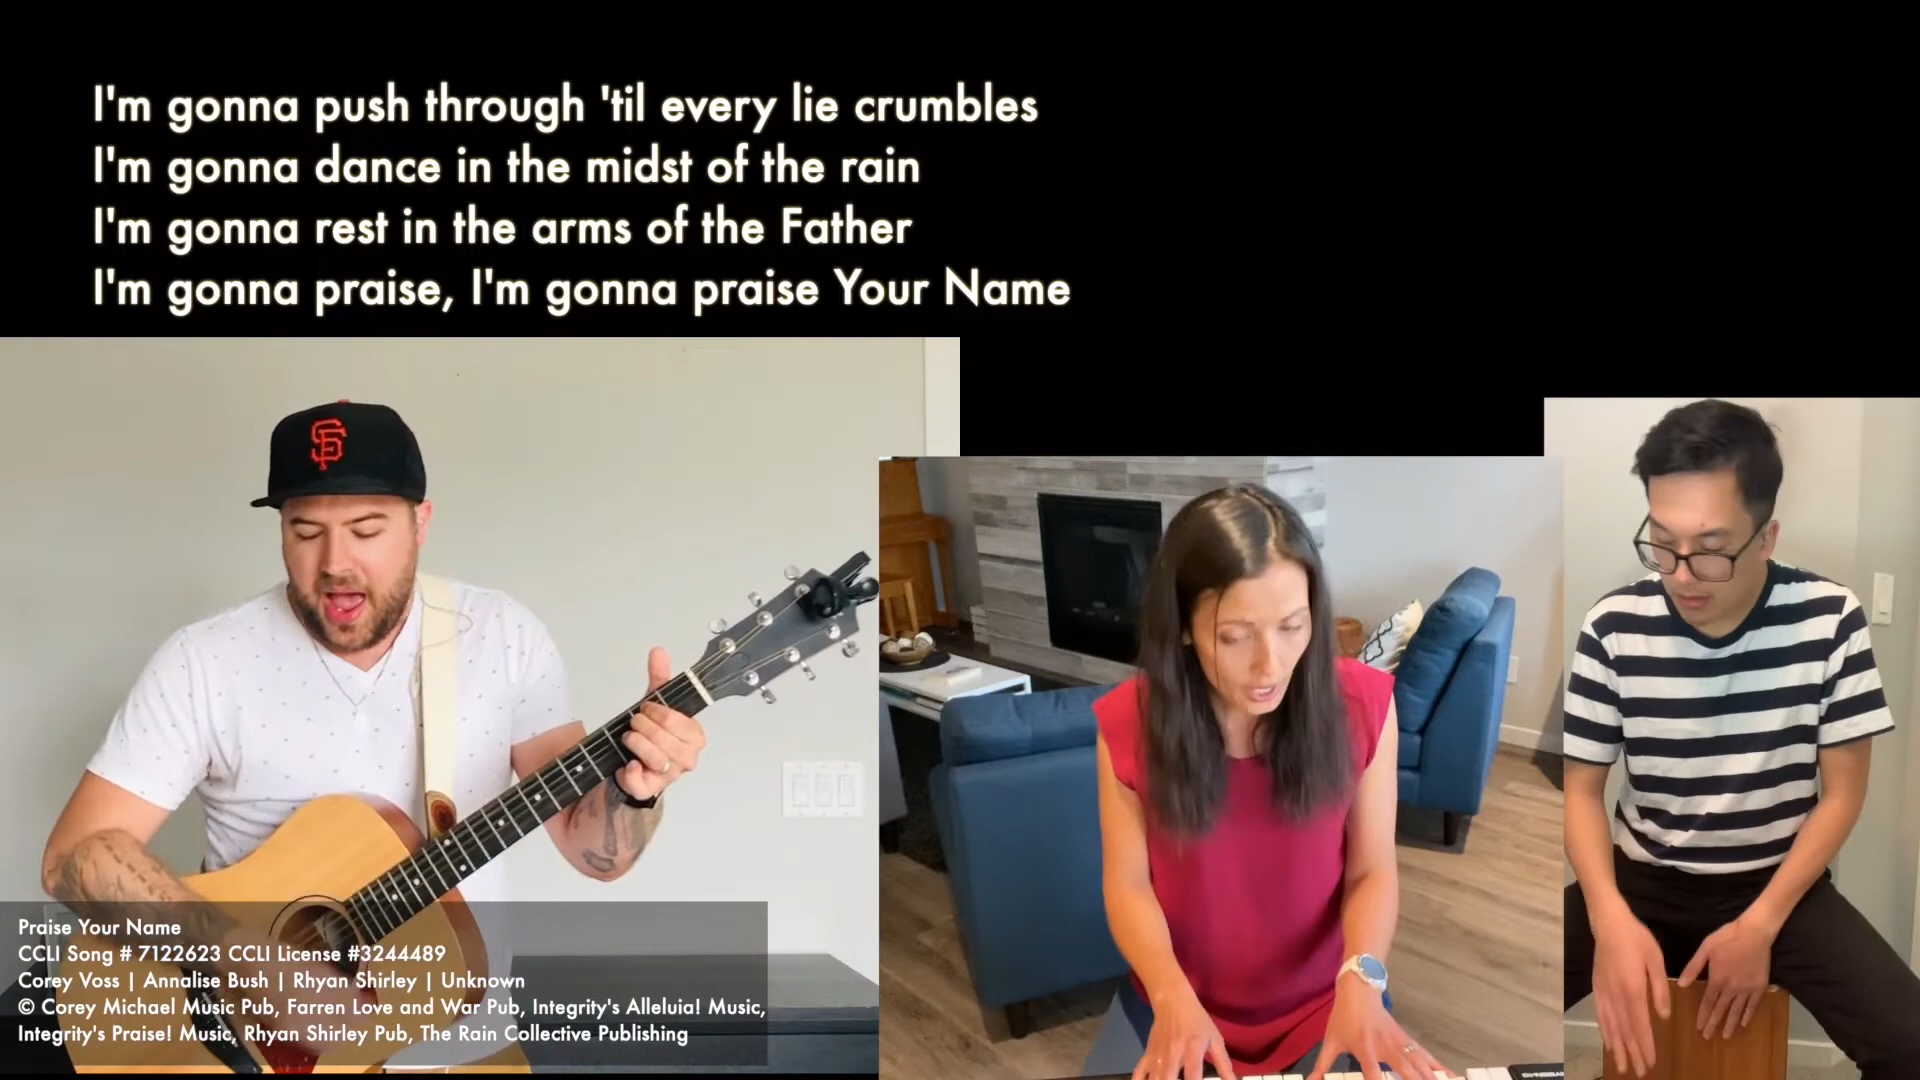 I'm gonna push through 'til every lie crumbles
I'm gonna dance in the midst of the rain
I'm gonna rest in the arms of the Father
I'm gonna praise, I'm gonna praise Your Name
SF
Praise Your Name
CCLI Song # 7122623 CCLI License #3244489
Corey Voss | Annalise Bush | Rhyan Shirley | Unknown
© Corey Michael Music Pub, Farren Love and War Pub, Integrity's Alleluia! Music,
Integrity's Praise! Music, Rhyan Shirley Pub, The Rain Collective Publishing